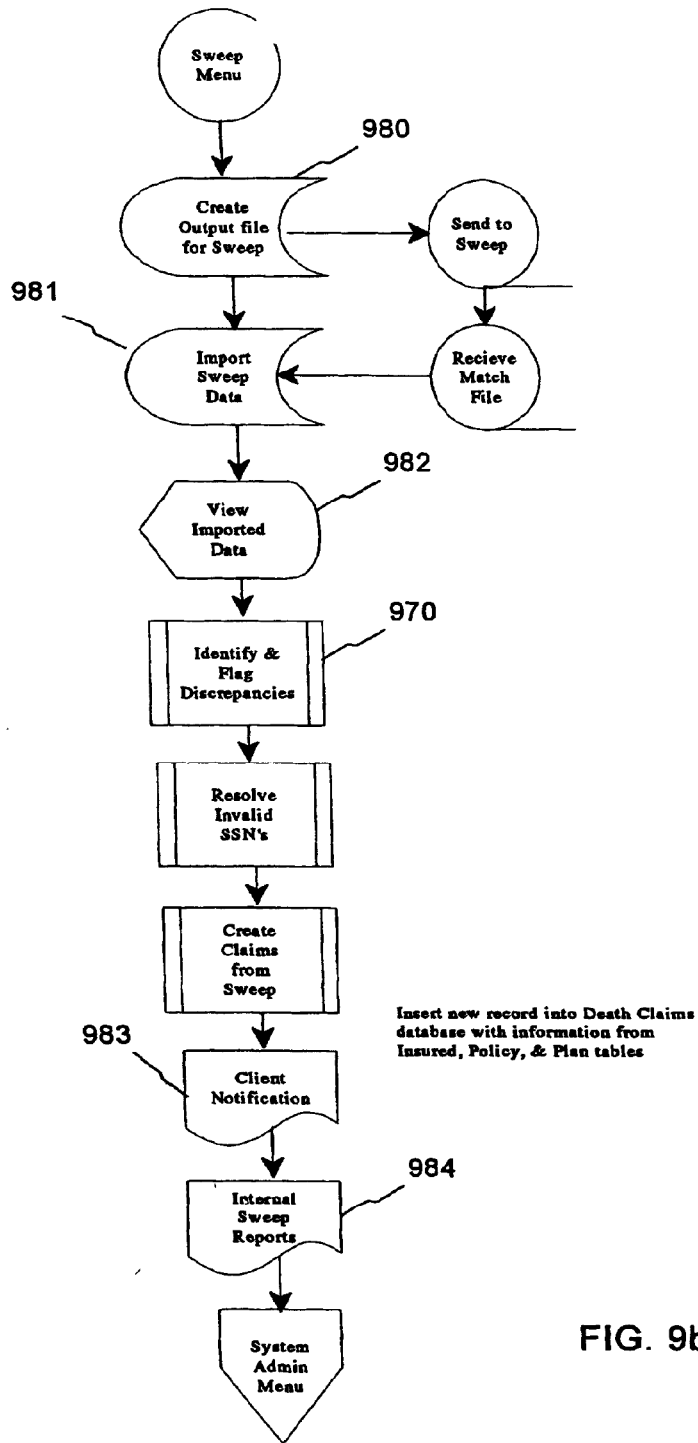 Sweep
Menu
980
Create
Output file
for Sweep
Send to
Sweep
981
Import
Sweep
Data
Recieve
Match
File
982
View
Imported
Data
970
Identify &
Flag
Discrepancies
Resolve
Invalid
SSN's
Create
Claims
from
Sweep
Insert new record into Death Claims
database with information from
Insured, Policy, & Plan tables
983
Client
Notification
984
Internal
Sweep
Reports
System
Admin
Menu
FIG. 9b